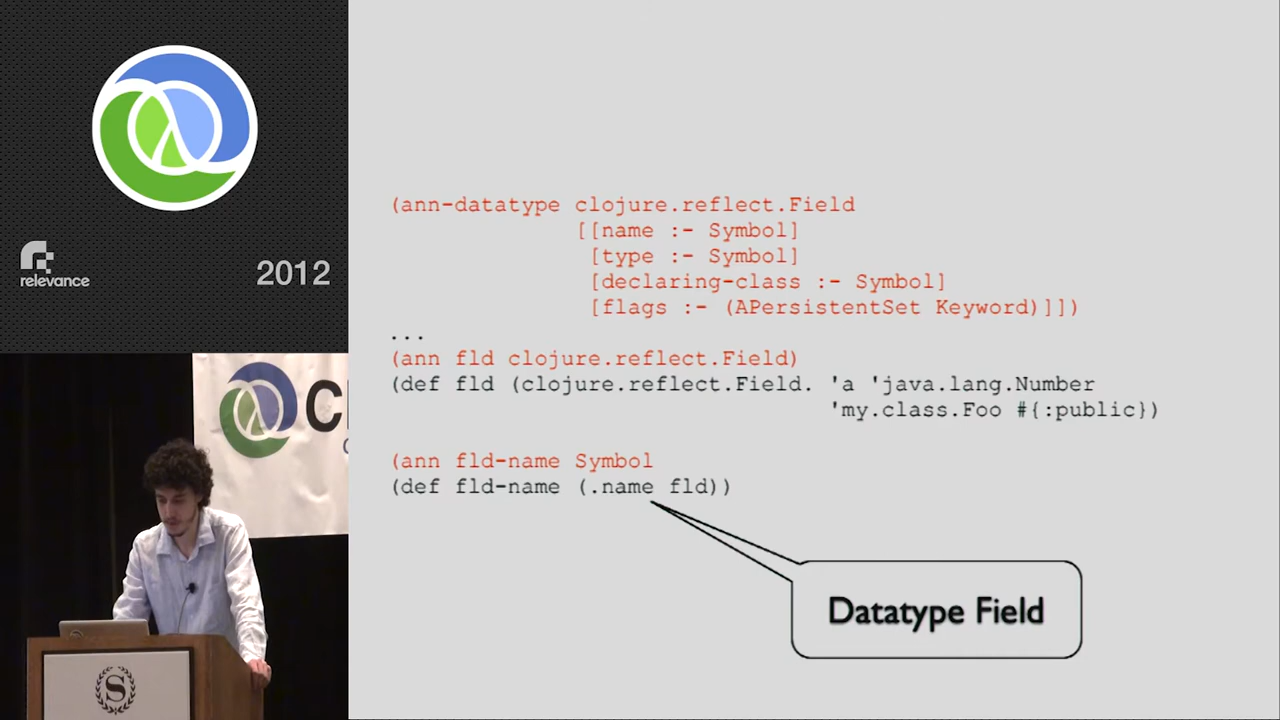 relevance
2012
C
S
(ann-datatype clojure.reflect.Field
[[name :- Symbol]
[type :- Symbol]
[declaring-class :- Symbol]
[flags :- (APersistentSet Keyword)]])
...
(ann fld clojure.reflect.Field)
(def fld (clojure.reflect.Field. 'a 'java.lang.Number
'my.class.Foo #{:public})
(ann fld-name Symbol
(def fld-name (.name fld))
Datatype Field